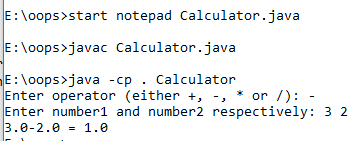 E:\oops>start notepad Calculator.java
E:\oops>javac Calculator.java
E:\oops>java -cp . Calculator
Enter operator (either +, -, * or /): -
Enter number1 and number2 respectively: 3 2
3.0-2.0 = 1.0